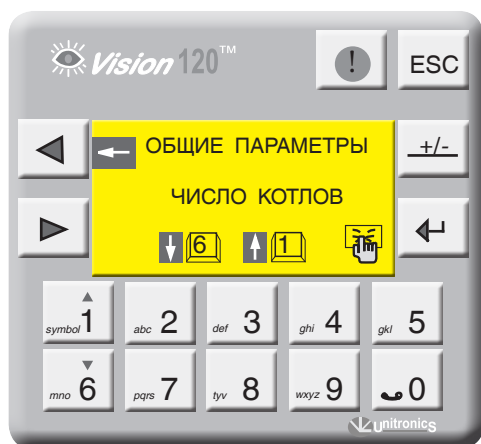 Vision 120™
! ESC
ОБЩИЕ ПАРАМЕТРЫ
+/-
ЧИСЛО КОТЛОВ
6 1
symbol 1 abc 2 def 3 ghi 4 gkl 5
mno 6 pqrs 7 tyv 8 wxyz 9 0
unitronics